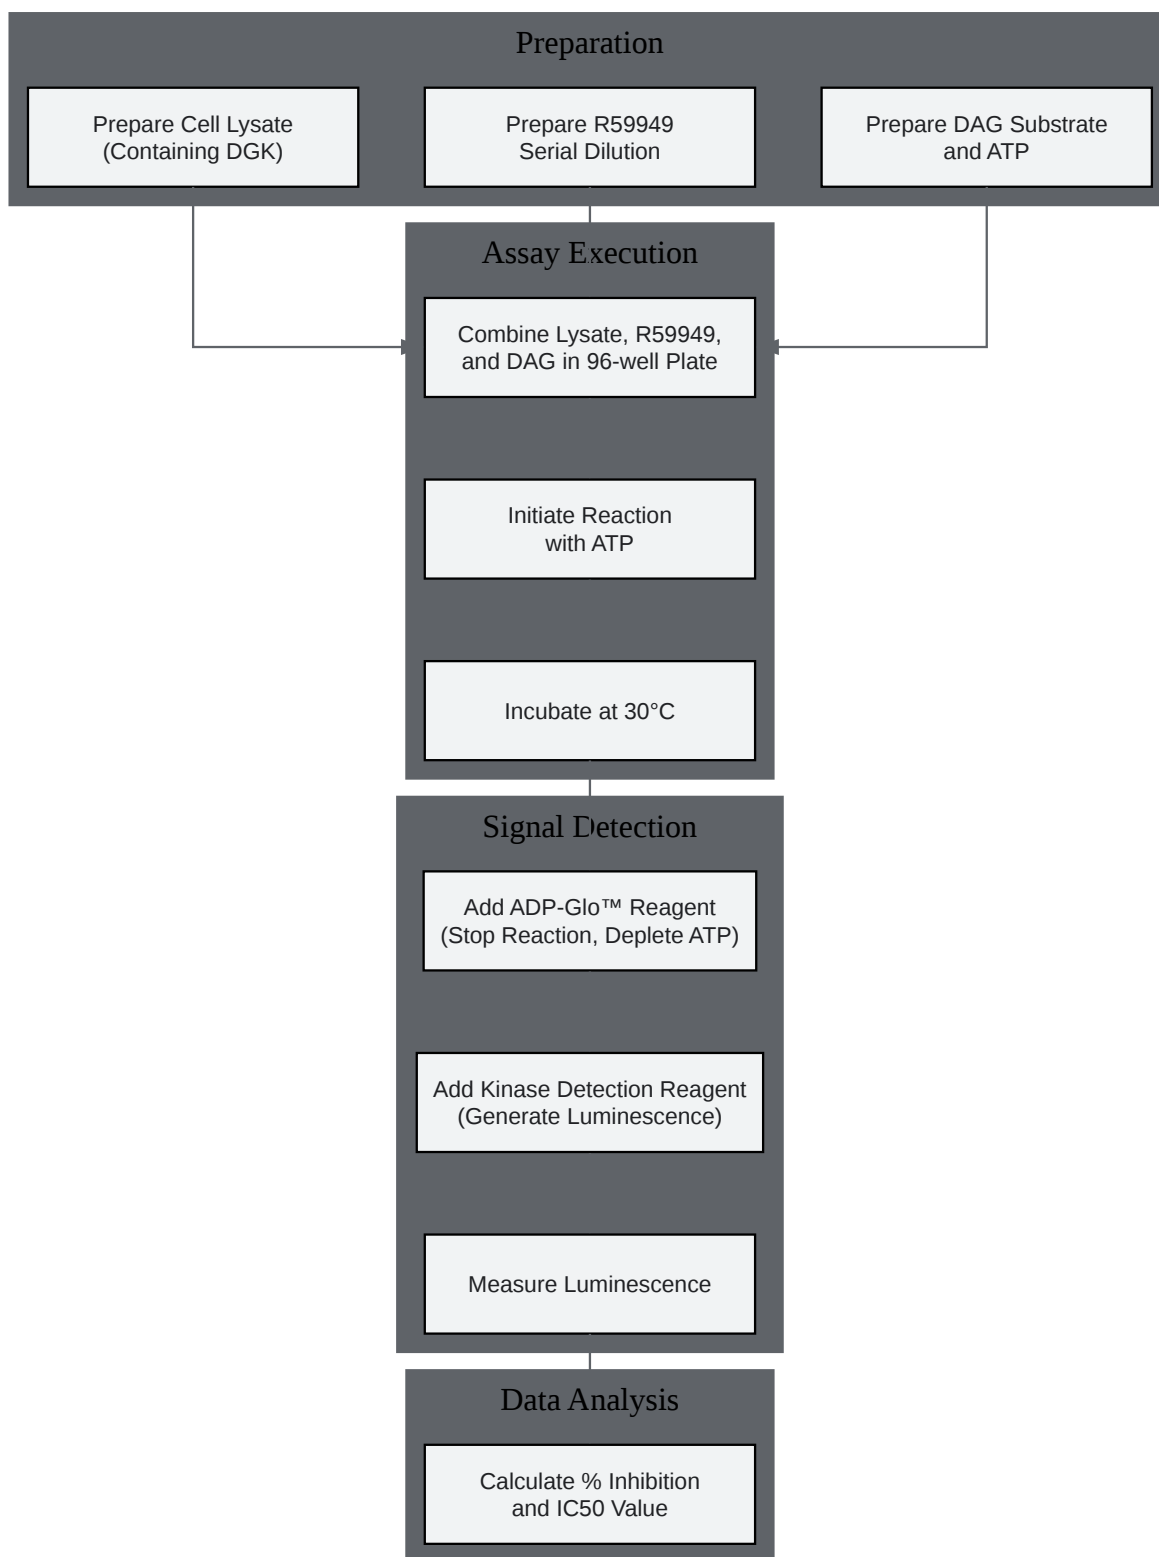 Preparation
Prepare Cell Lysate
(Containing DGK)
Prepare R59949
Serial Dilution
Prepare DAG Substrate
and ATP
Assay Execution
Combine Lysate, R59949,
and DAG in 96-well Plate
Initiate Reaction
with ATP
Incubate at 30°C
Signal Detection
Add ADP-Glo™ Reagent
(Stop Reaction, Deplete ATP)
Add Kinase Detection Reagent
(Generate Luminescence)
Measure Luminescence
Data Analysis
Calculate % Inhibition
and IC50 Value